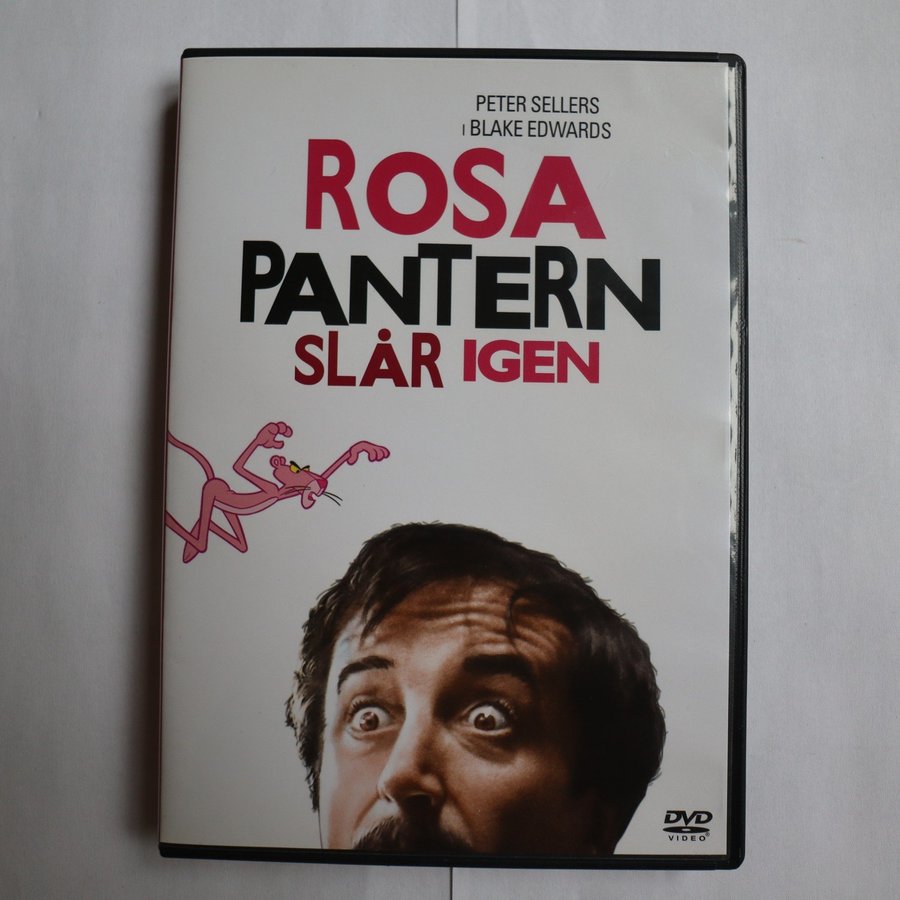 PETER SELLERS
I BLAKE EDWARDS
ROSA
PANTERN
SLÅR IGEN
DVD
VIDEO